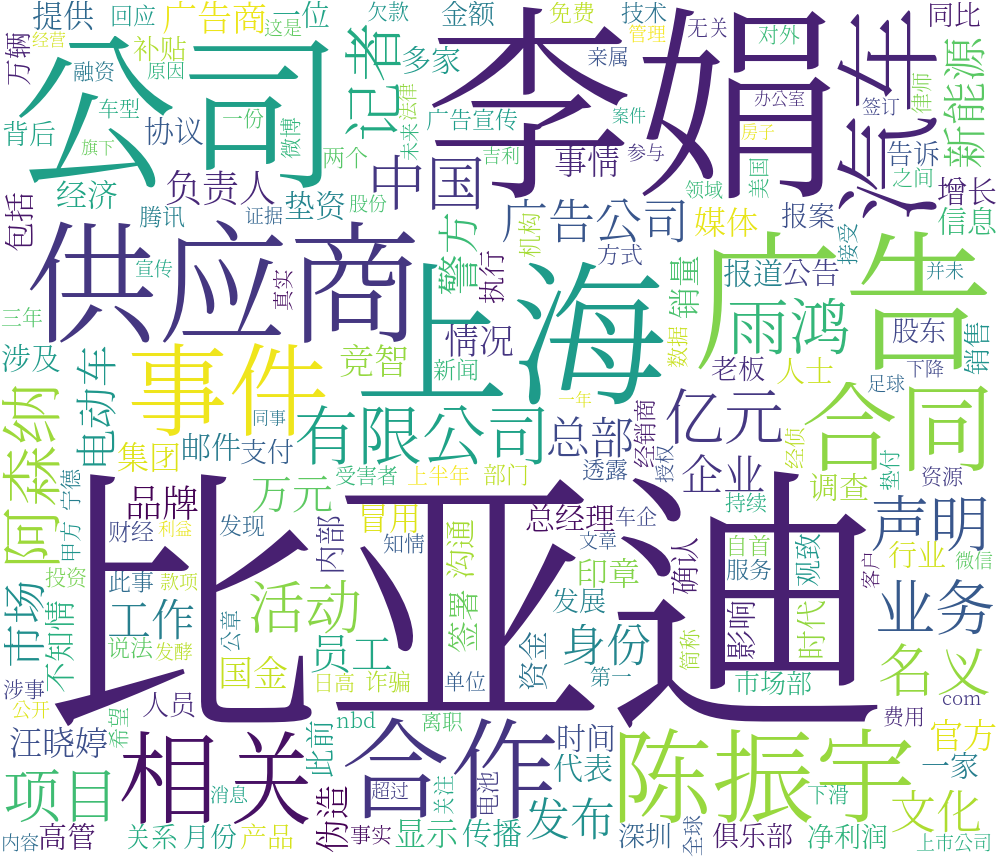 提供
回应
广告商
一位
欠款
金额
免费
技术
对外
同比
万辆
经营
补贴
这是
亲属
管理
无关
新能源
融资
原因
公司
记者
多家
李娟
汽车
办公室
签订
律师
背后
车型
协议
一份
微博
两个
未来
法律
广告宣传
事情
参与
案件
房子
告诉
旗下
吉利
之间
包括
经济
负责人
垫资
中国
领域
美国
增长
腾讯
证据
股份
广告公司
媒体
报案
信息
供应商
警方
执行
机构
方式
报道
公告
接受
并未
宣传
真实
上海
销量
广告
三年
情况
雨鸿
股东
销售
涉及
竞智
新闻
数据
老板
人士
下降
阿森纳
电动车
事件
同事
有限公司
一年
足球
合同
总部
亿元
经销商
授权
邮件
支付
集团
受害者
上半年
部门
透露
企业
经侦
垫付
资源
宁德
甲方
品牌
万元
冒用
总经理
车企
持续
调查
声明
财经
利益
发现
内部
知情
沟通
文章
确认
自首
观致
行业
微信
投资
此事
款项
印章
服务
客户
市场
不知情
工作
公章
活动
签署
发展
影响
时代
业务
说法
发酵
比亚迪
员工
资金
身份
简称
涉事
国金
日高
诈骗
单位
第一
市场部
名义
公开
人员
希望
nbd
离职
com
汪晓婷
此前
合作
时间
陈振宇
费用
官方
项目
相关
代表
一家
消息
伪造
超过
关注
电池
发布
下滑
文化
内容
高管
关系
月份
产品
事实
显示
传播
深圳
全球
俱乐部
净利润
上市公司